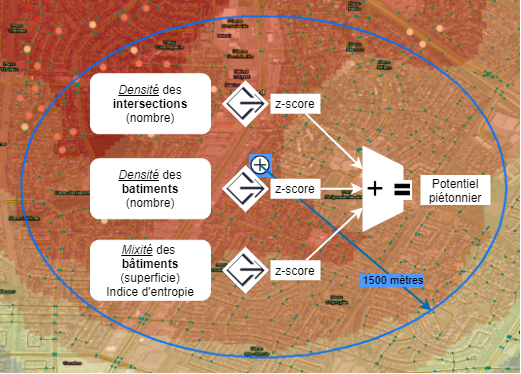 Densité des
intersections
(nombre)
z-score
Densité des
batiments
(nombre)
z-score
Mixité des
bâtiments
(superficie)
Indice d'entropie
z-score
+
=
Potentiel
piétonnier
1500 mètres